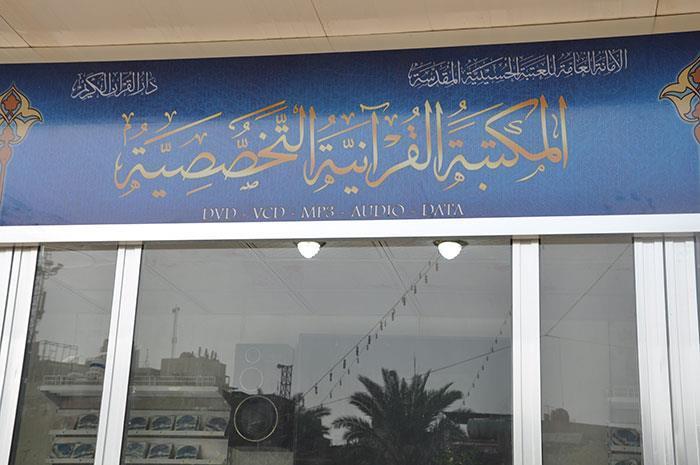 الأمانة العامة للعتبة الحسينية المقدسة
دار القرآن الكريم
المكتبة القرآنية التخصصية
DVD - VCD - MP3 - AUDIO - DATA